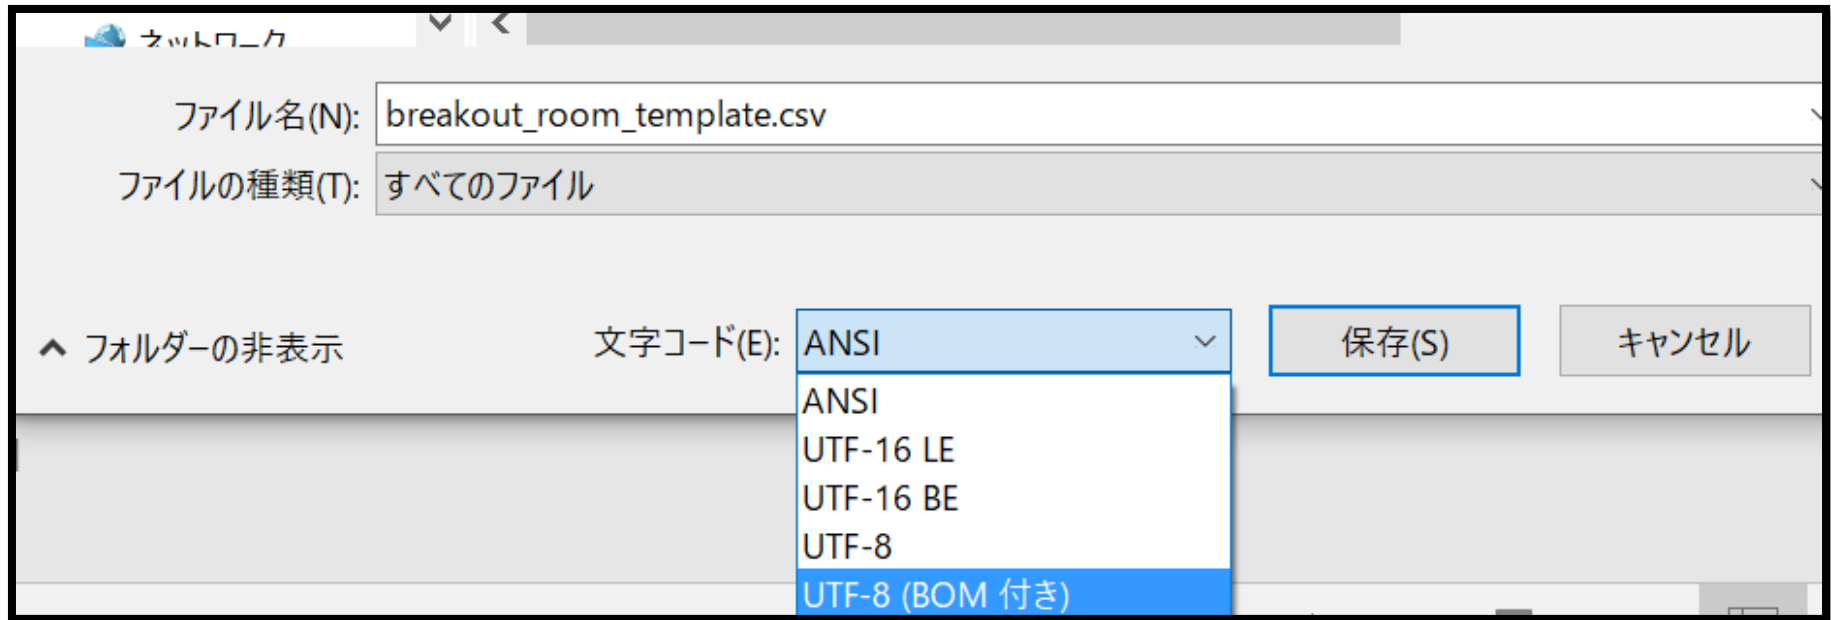 ネットワーク
ファイル名(N): breakout_room_template.csv
ファイルの種類(T): すべてのファイル
フォルダーの非表示 文字コード(E): ANSI 保存(S) キャンセル
ANSI
UTF-16 LE
UTF-16 BE
UTF-8
UTF-8 (BOM 付き)